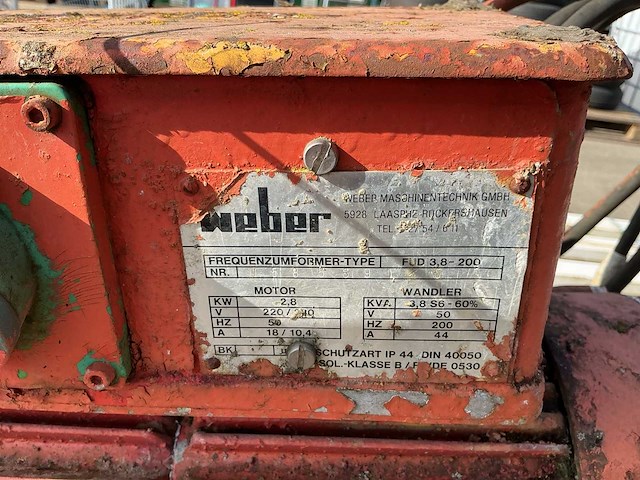 weber
WEBER MASCHINENTECHNIK GMBH
5928 LAASPHE RÜCKERSHAUSEN
TEL.
FREQUENZUMFORMER-TYPE FUD 3,8-200
NR.
MOTOR
KW 2,8
V 220/
HZ 50
A 18/10,4
WANDLER
KVA 3,8 S6-60%
V 50
HZ 200
A 44
BK SCHUTZART IP 44 DIN 40050
SOL.-KLASSE B/ VDE 0530